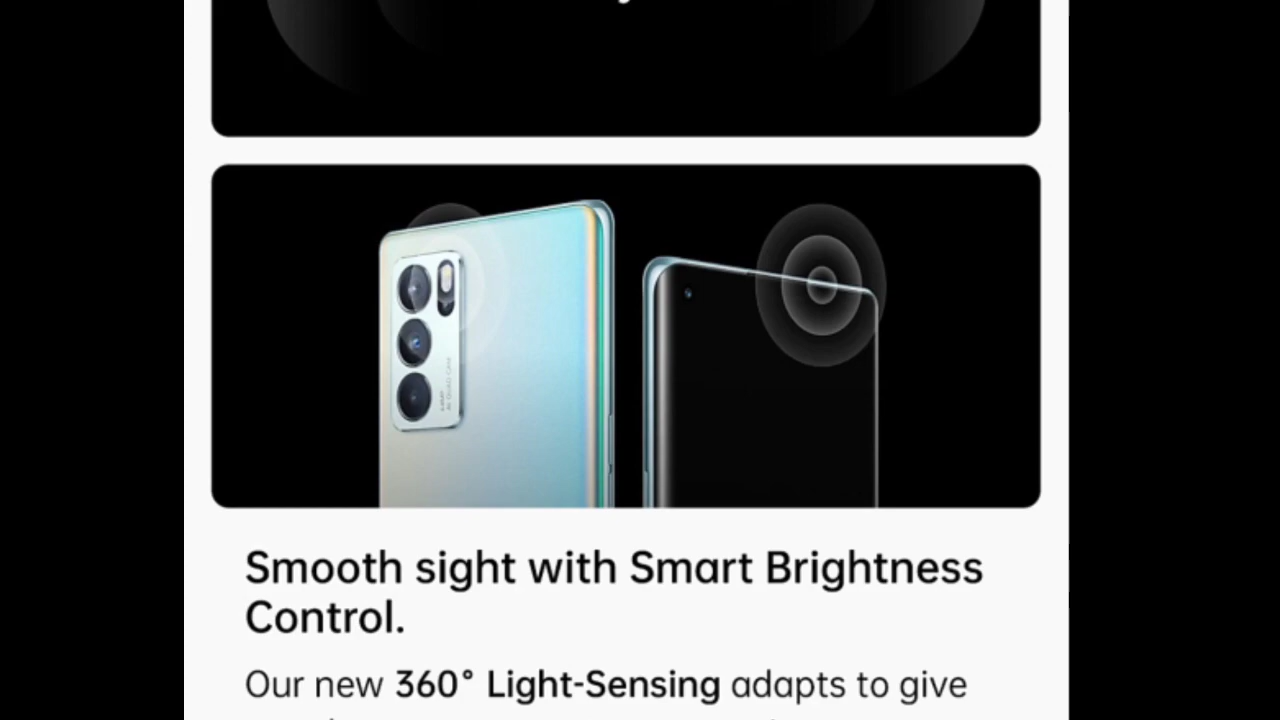 Smooth sight with Smart Brightness
Control.
Our new 360° Light-Sensing adapts to give